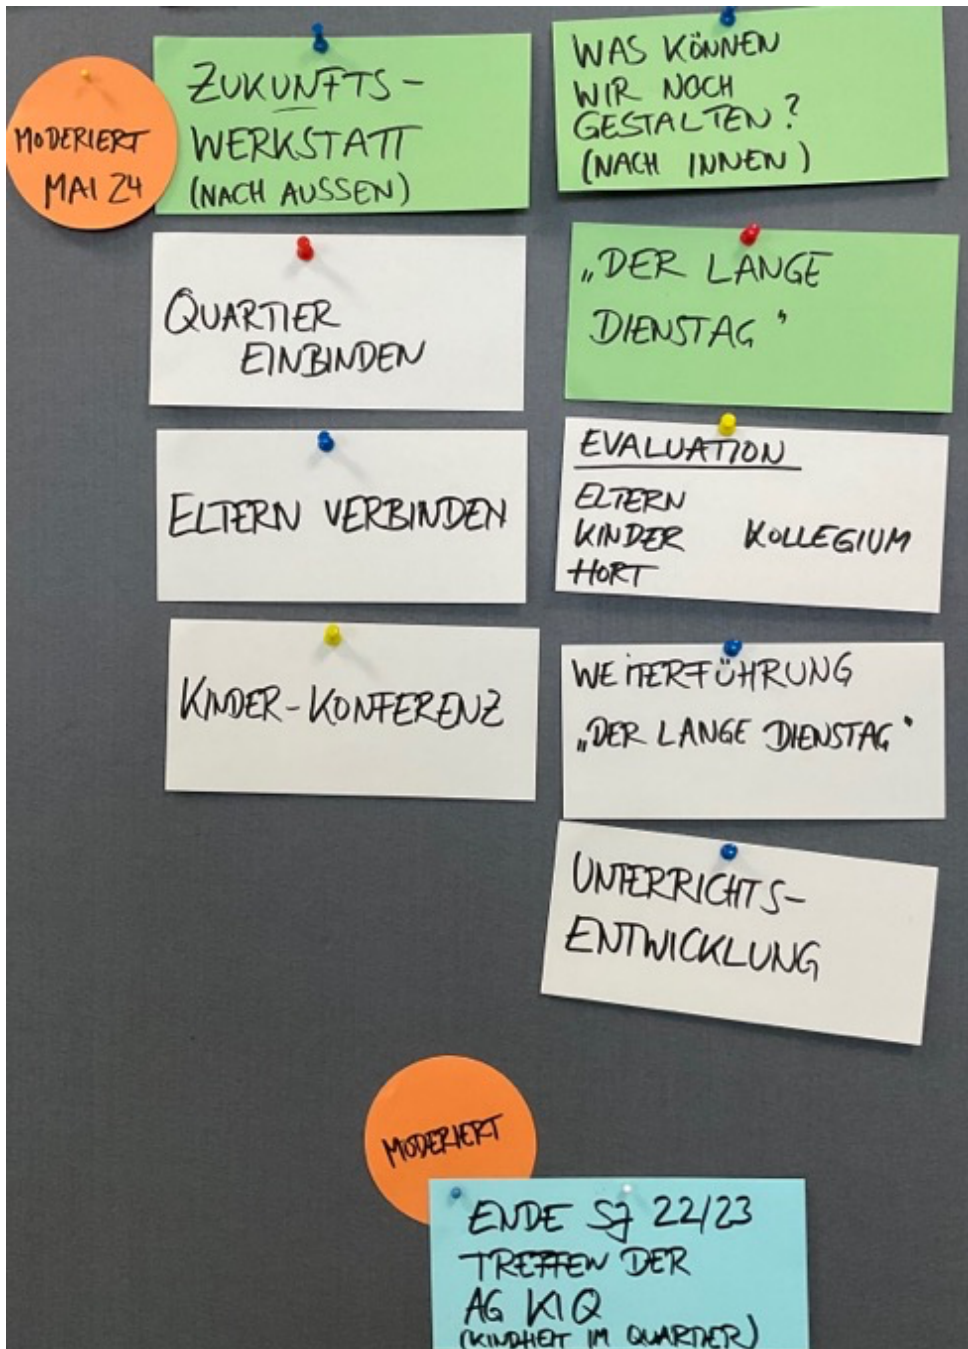 MODERIERT
MAI 24
ZUKUNFTS-
WERKSTATT
(NACH AUSSEN)
QUARTIER
EINBINDEN
ELTERN VERBINDEN
KINDER-KONFERENZ
WAS KÖNNEN
WIR NOCH
GESTALTEN?
(NACH INNEN)
„DER LANGE
DIENSTAG“
EVALUATION
ELTERN
KINDER KOLLEGIUM
HORT
WEITERFÜHRUNG
„DER LANGE DIENSTAG“
UNTERRICHTS-
ENTWICKLUNG
MODERIERT
ENDE SJ 22/23
TREFFEN DER
AG KIQ
(KINDHEIT IM QUARTIER)